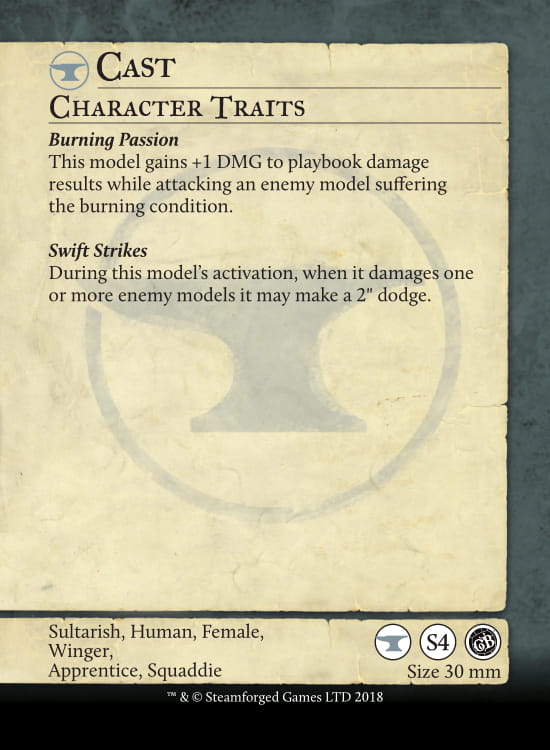 Cast
Character Traits
Burning Passion
This model gains +1 DMG to playbook damage
results while attacking an enemy model suffering
the burning condition.
Swift Strikes
During this model's activation, when it damages one
or more enemy models it may make a 2" dodge.
Sultarish, Human, Female,
Winger,
Apprentice, Squaddie
S4
GB
Size 30 mm
™ & © Steamforged Games LTD 2018